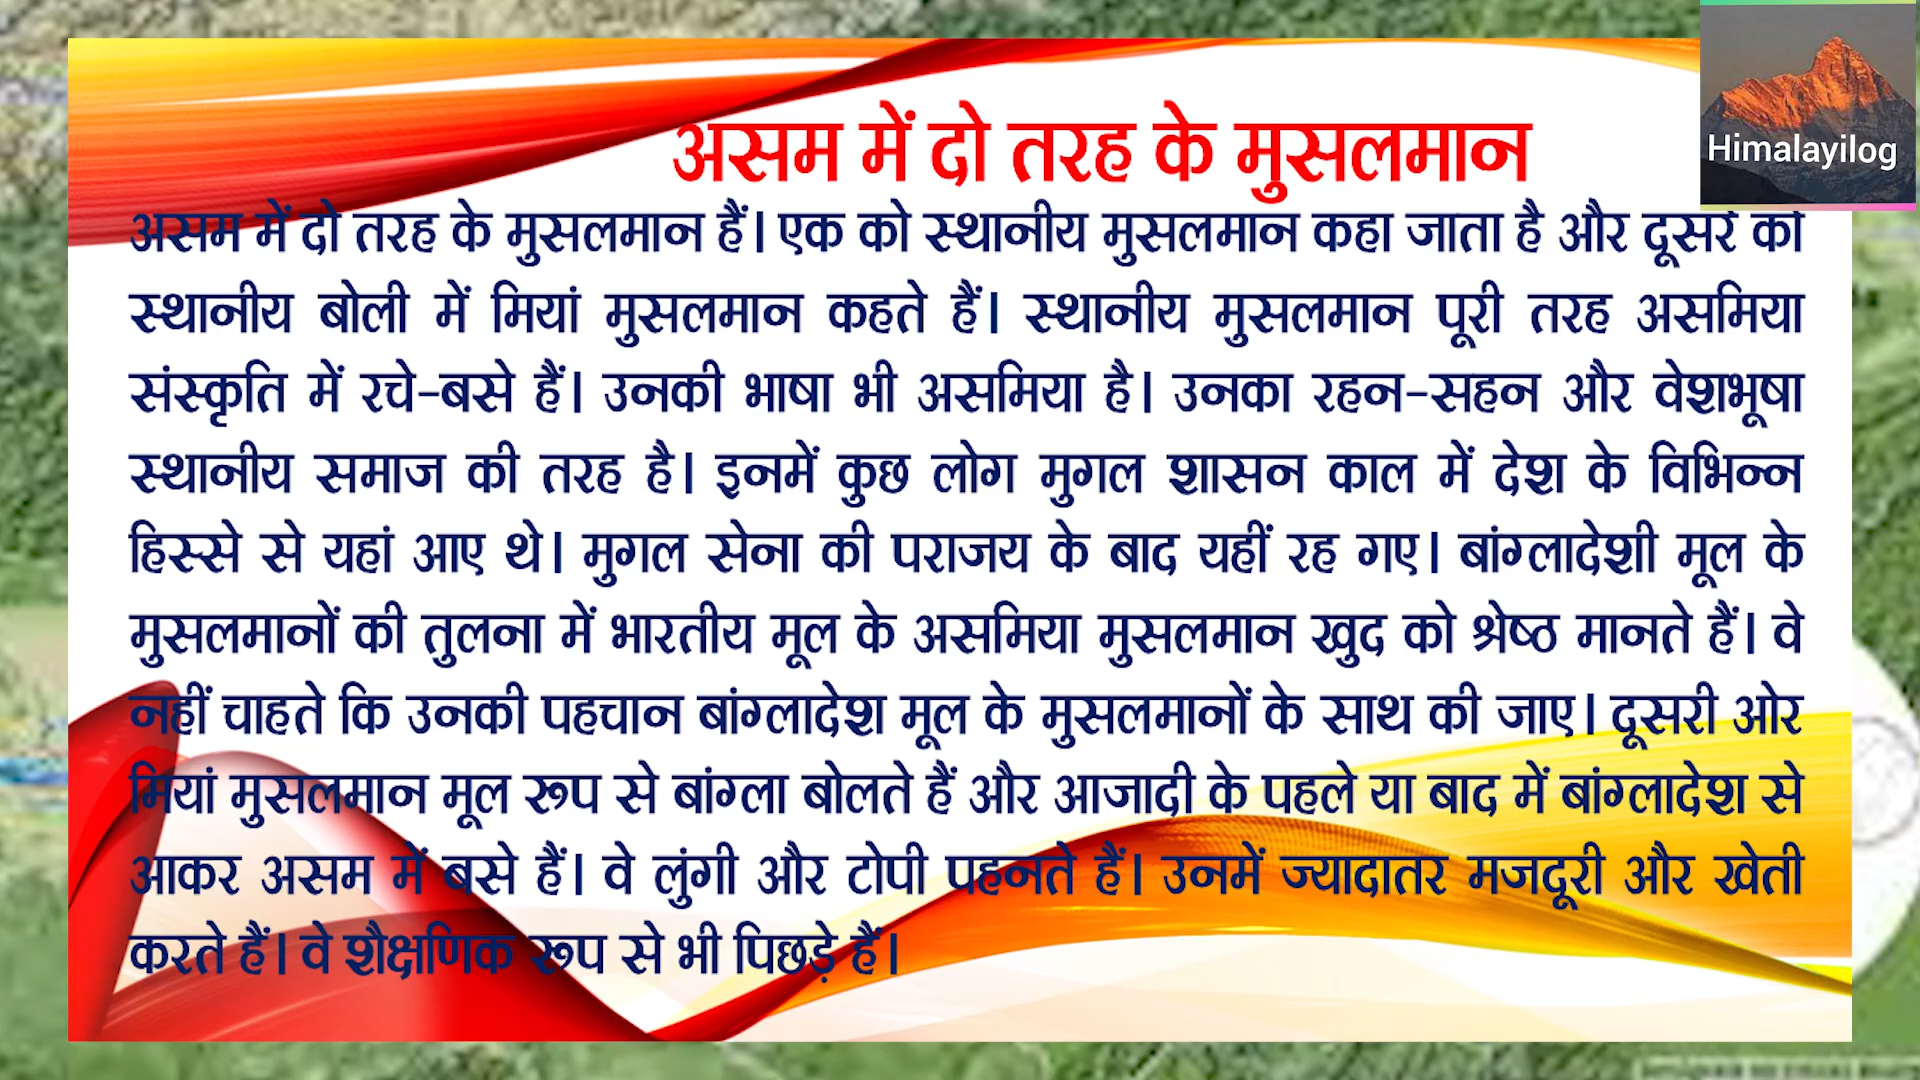 Himalayilog
असम में दो तरह के मुसलमान
असम में दो तरह के मुसलमान हैं। एक को स्थानीय मुसलमान कहा जाता है और दूसरे को
स्थानीय बोली में मियां मुसलमान कहते हैं। स्थानीय मुसलमान पूरी तरह असमिया
संस्कृति में रचे-बसे हैं। उनकी भाषा भी असमिया है। उनका रहन-सहन और वेशभूषा
स्थानीय समाज की तरह है। इनमें कुछ लोग मुगल शासन काल में देश के विभिन्न
हिस्से से यहां आए थे। मुगल सेना की पराजय के बाद यहीं रह गए। बांग्लादेशी मूल के
मुसलमानों की तुलना में भारतीय मूल के असमिया मुसलमान खुद को श्रेष्ठ मानते हैं। वे
नहीं चाहते कि उनकी पहचान बांग्लादेश मूल के मुसलमानों के साथ की जाए। दूसरी ओर
मियां मुसलमान मूल रूप से बांग्ला बोलते हैं और आजादी के पहले या बाद में बांग्लादेश से
आकर असम में बसे हैं। वे लुंगी और टोपी पहनते हैं। उनमें ज्यादातर मजदूरी और खेती
करते हैं। वे शैक्षणिक रूप से भी पिछड़े हैं।